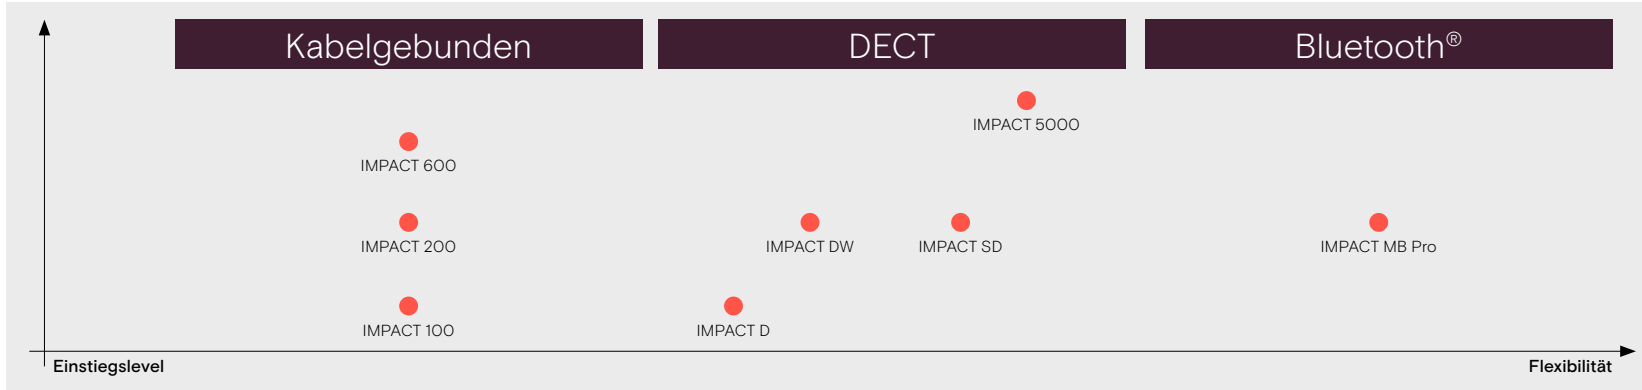 Kabelgebunden
DECT
Bluetooth®
IMPACT 5000
IMPACT 600
IMPACT 200
IMPACT DW
IMPACT SD
IMPACT MB Pro
IMPACT 100
IMPACT D
Einstiegslevel
Flexibilität